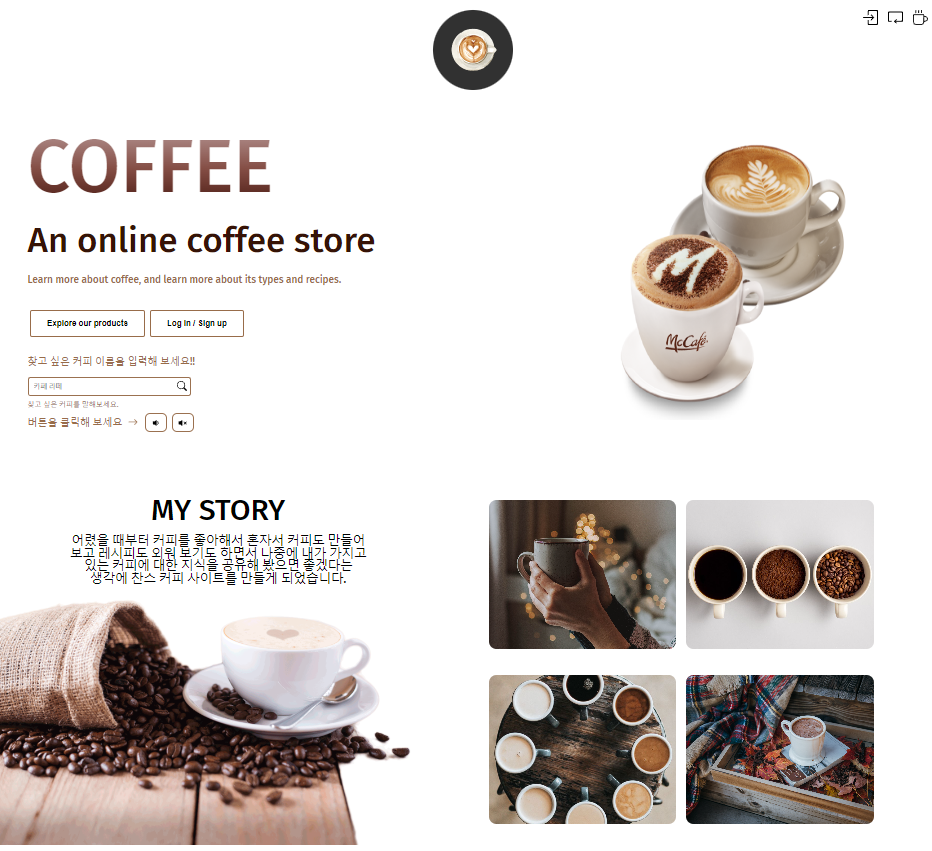 COFFEE
An online coffee store
Learn more about coffee, and learn more about its types and recipes.
Explore our products
Log in / Sign up
찾고 싶은 커피 이름을 입력해 보세요!!
카페 라떼
찾고 싶은 커피를 말해보세요.
버튼을 클릭해 보세요 →
M
McCafé
MY STORY
어렸을 때부터 커피를 좋아해서 혼자서 커피도 만들어
보고 레시피도 외워 보기도 하면서 나중에 내가 가지고
있는 커피에 대한 지식을 공유해 봤으면 좋겠다는
생각에 찬스 커피 사이트를 만들게 되었습니다.